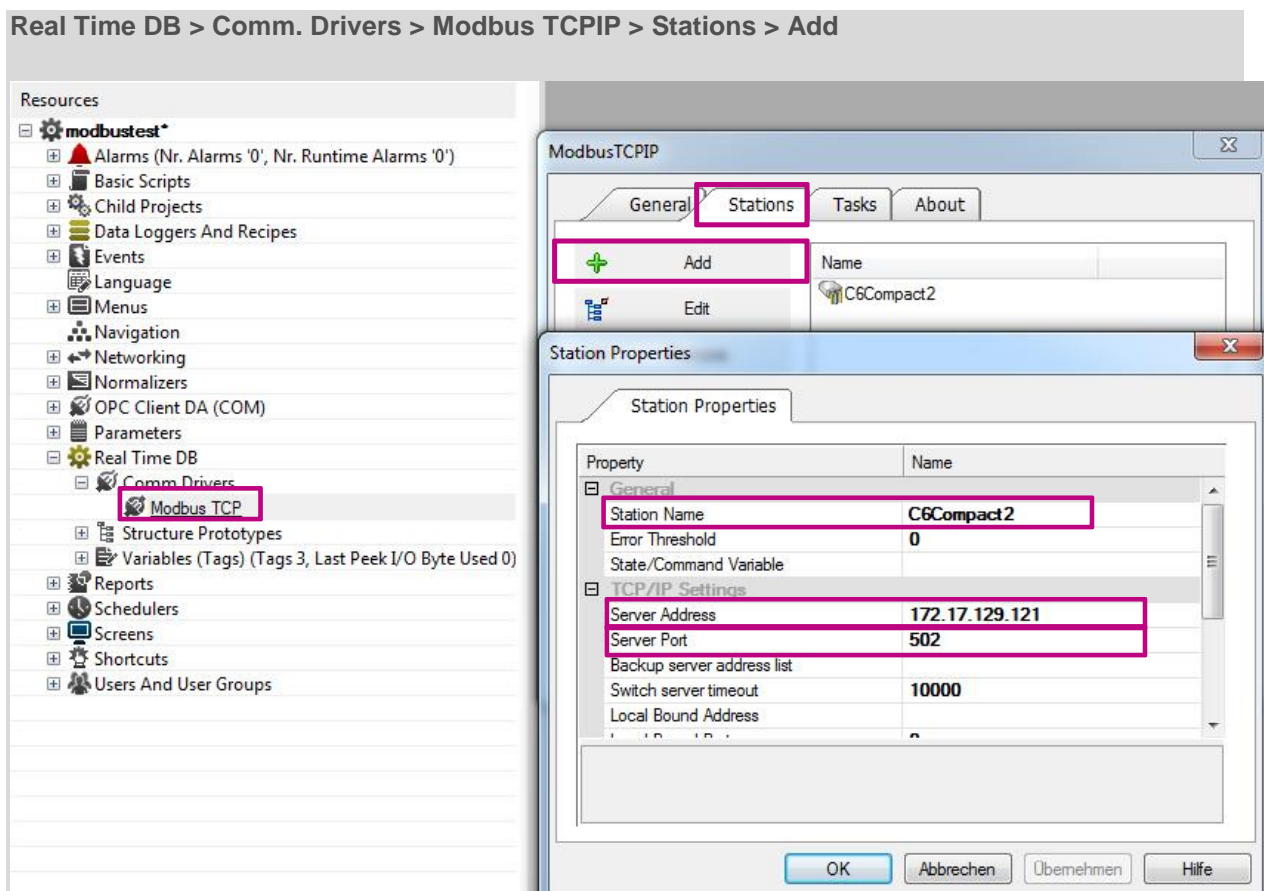 Real Time DB > Comm. Drivers > Modbus TCPIP > Stations > Add
Resources
modbustest*
Alarms (Nr. Alarms '0', Nr. Runtime Alarms '0')
Basic Scripts
Child Projects
Data Loggers And Recipes
Events
Language
Menus
Navigation
Networking
Normalizers
OPC Client DA (COM)
Parameters
Real Time DB
Comm Drivers
Modbus TCP
Structure Prototypes
Variables (Tags) (Tags 3, Last Peek I/O Byte Used 0)
Reports
Schedulers
Screens
Shortcuts
Users And User Groups
ModbusTCPIP
General Stations Tasks About
Add Name
C6Compact2
Edit
Station Properties
Station Properties
Property Name
General
Station Name C6Compact2
Error Threshold 0
State/Command Variable
TCP/IP Settings
Server Address 172.17.129.121
Server Port 502
Backup server address list
Switch server timeout 10000
Local Bound Address
OK Abbrechen Übernehmen Hilfe